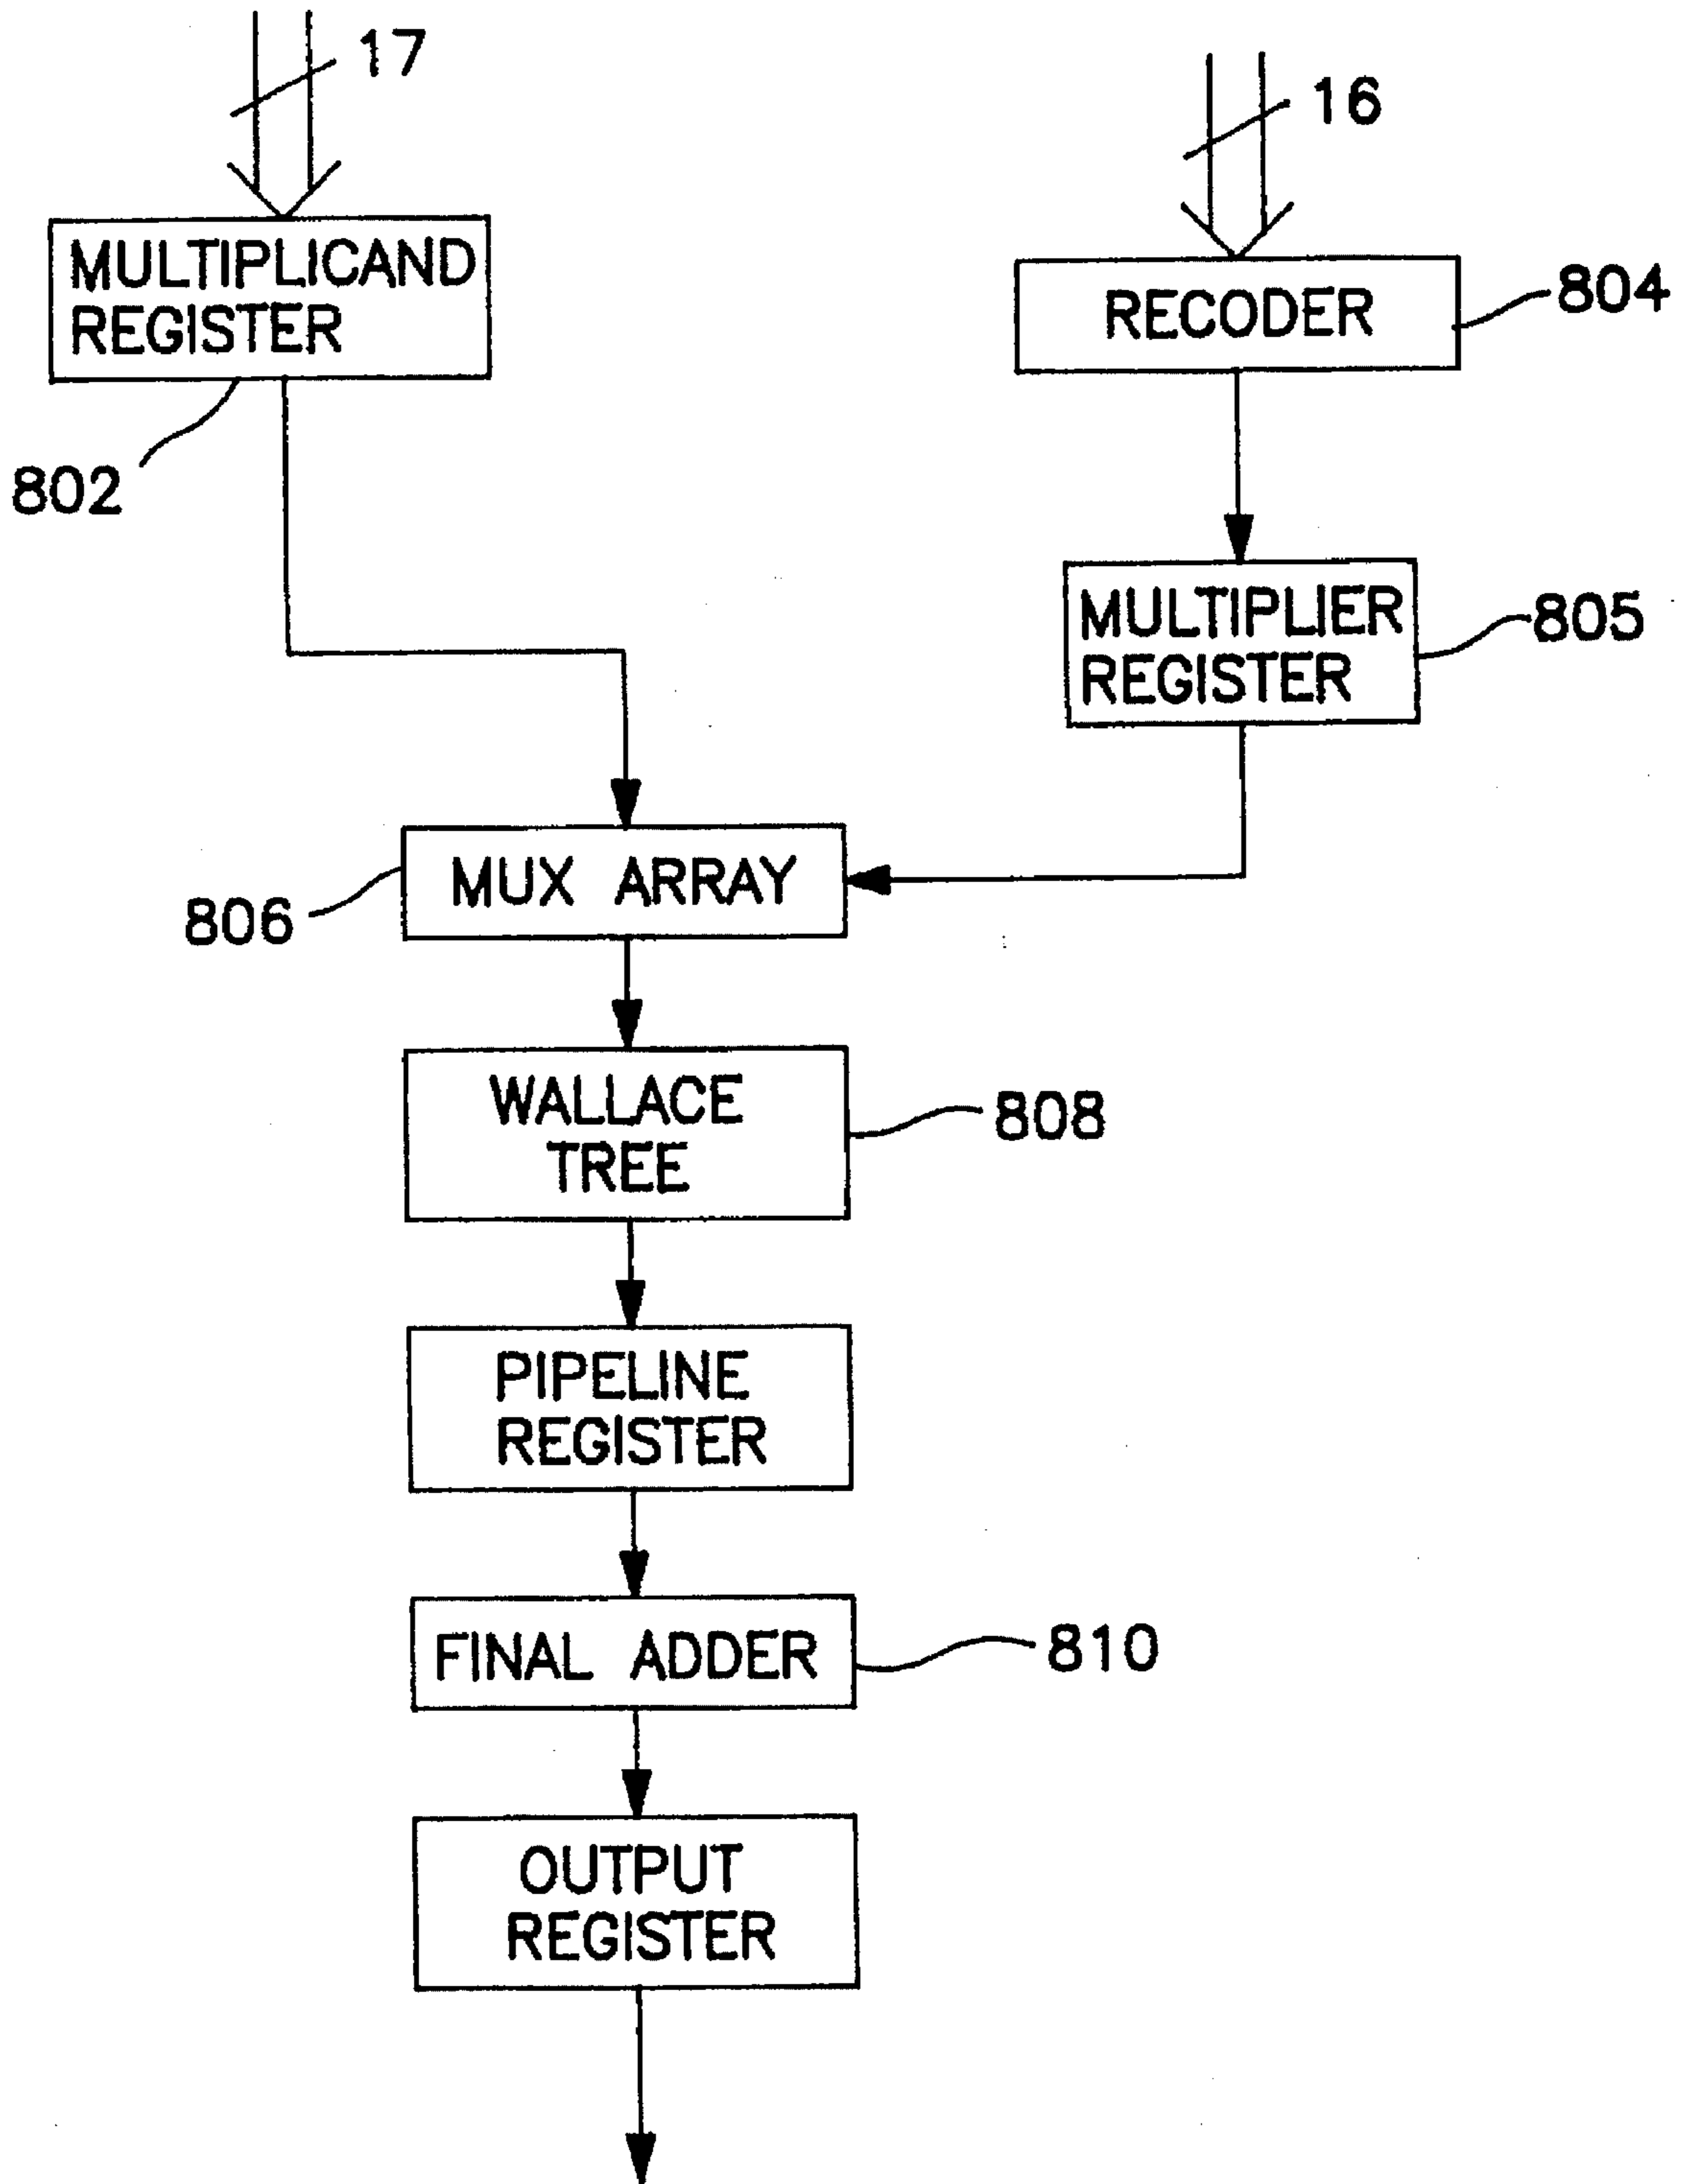 17
16
MULTIPLICAND
REGISTER
802
RECODER
804
MULTIPLIER
REGISTER
805
MUX ARRAY
806
WALLACE
TREE
808
PIPELINE
REGISTER
FINAL ADDER
810
OUTPUT
REGISTER